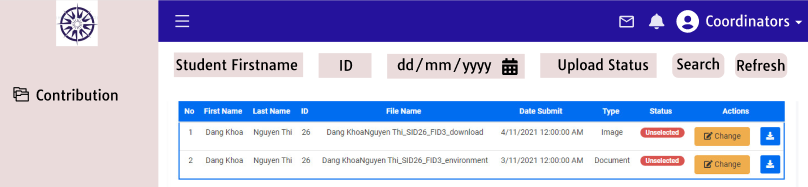 Coordinators
Student Firstname ID dd/mm/yyyy Upload Status Search Refresh
Contribution
No First Name Last Name ID File Name Date Submit Type Status Actions
1 Dang Khoa Nguyen Thi 26 Dang KhoaNguyen Thi_SID26_FID3_download 4/11/2021 12:00:00 AM Image Unselected Change
2 Dang Khoa Nguyen Thi 26 Dang KhoaNguyen Thi_SID26_FID3_environment 3/11/2021 12:00:00 AM Document Unselected Change